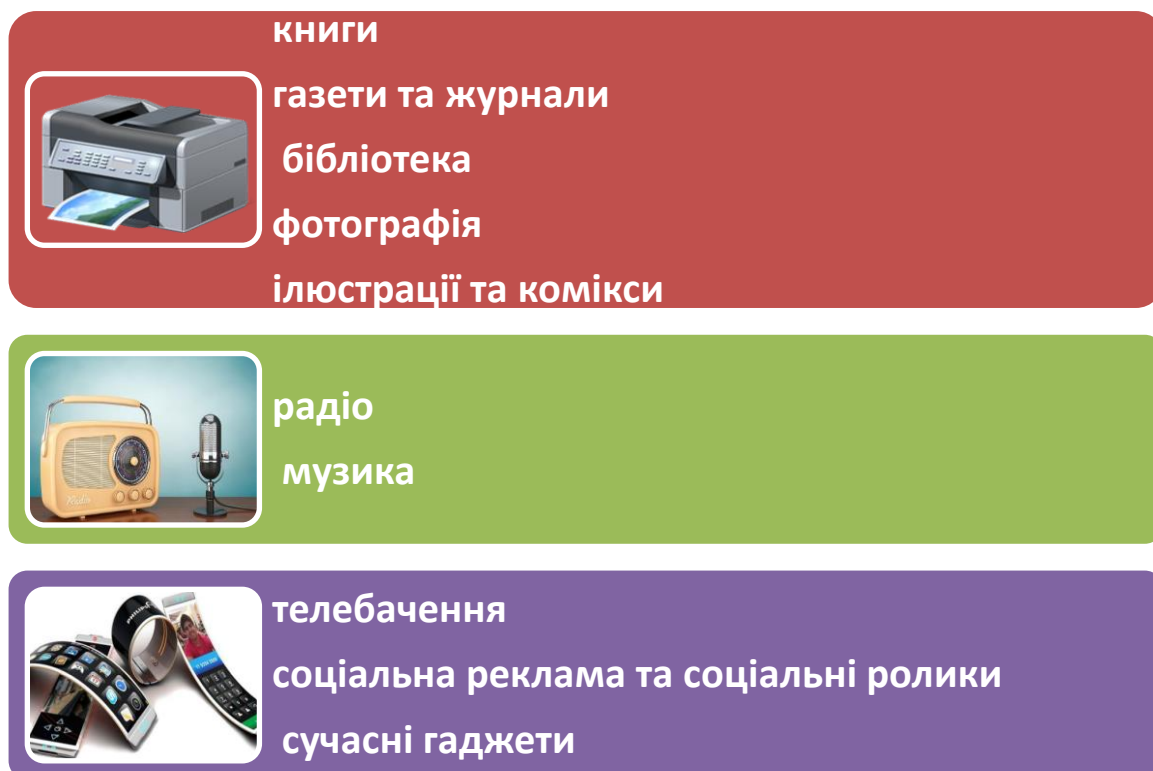 книги
газети та журнали
бібліотека
фотографія
ілюстрації та комікси
радіо
музика
телебачення
соціальна реклама та соціальні ролики
сучасні гаджети